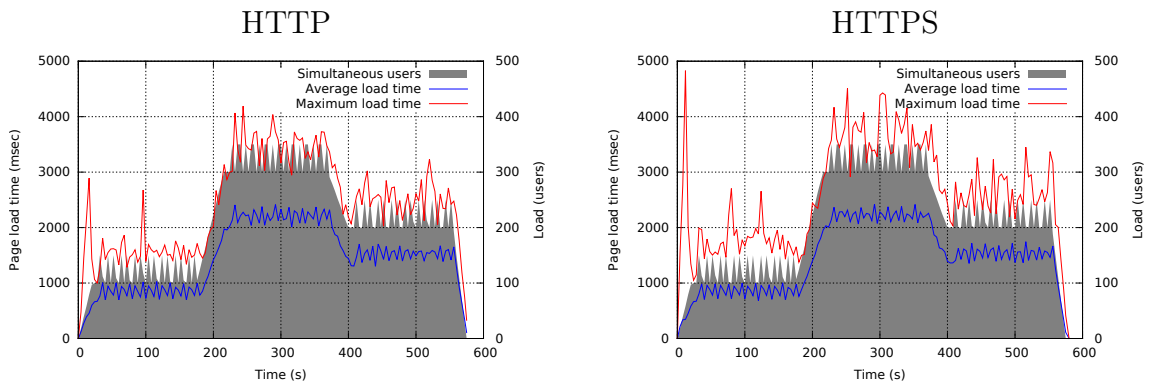 HTTP
5000
4000
3000
2000
1000
0
500
400
300
200
100
0
0 100 200 300 400 500 600
Page load time (msec)
Load (users)
Time (s)
Simultaneous users
Average load time
Maximum load time
HTTPS
5000
4000
3000
2000
1000
0
500
400
300
200
100
0
0 100 200 300 400 500 600
Page load time (msec)
Load (users)
Time (s)
Simultaneous users
Average load time
Maximum load time